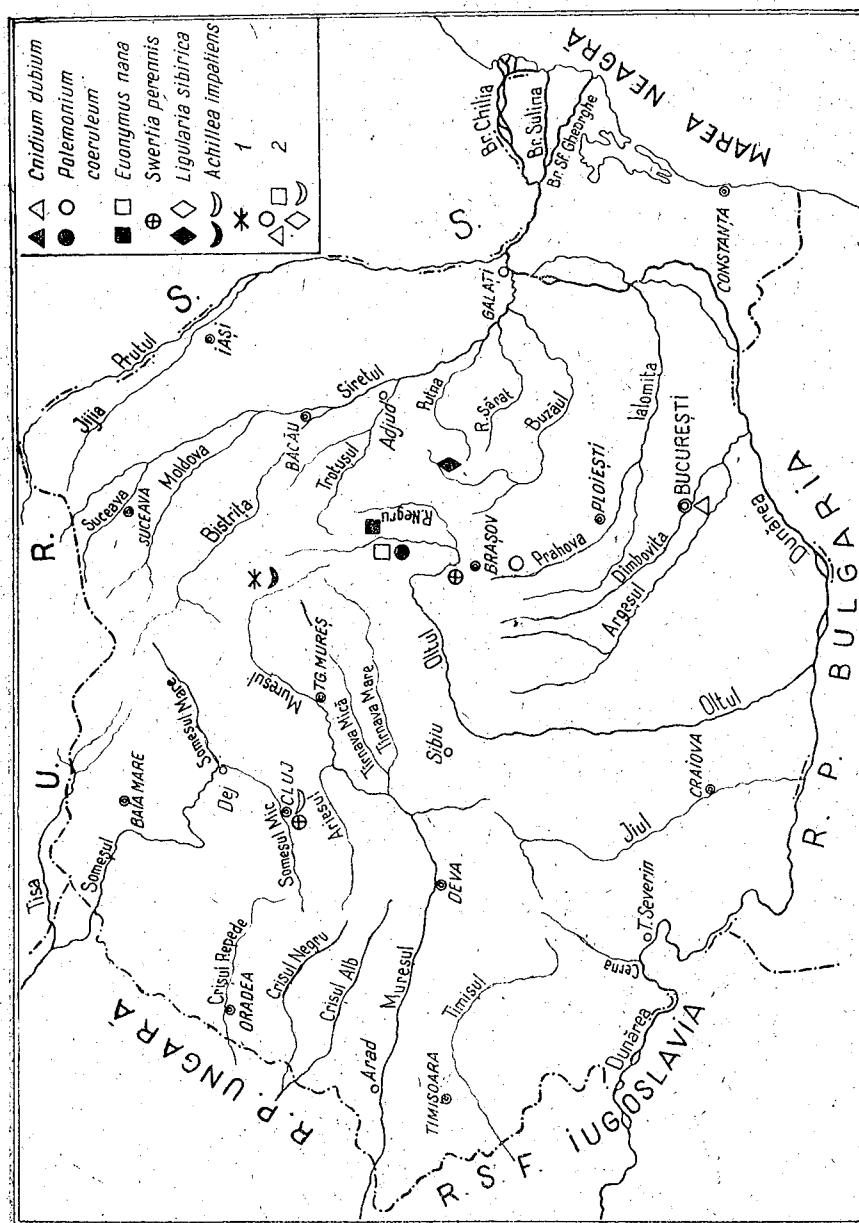 Cnidium dubium
Polemonium
coeruleum
Euonymus nana
Swertia perennis
Ligularia sibirica
Achillea impatiens
1
2
U.
R.
S.
S.
R. P. UNGARĂ
R. S. F. IUGOSLAVIA
R. P. BULGARIA
MAREA NEAGRĂ
Tisa
Someșul
BAIA MARE
Someșul Mare
Dej
Someșul Mic
CLUJ
Crișul Repede
ORADEA
Crișul Negru
Crișul Alb
Arieșul
Mureșul
TG. MUREȘ
Tîrnava Mică
Tîrnava Mare
Mureșul
Arad
DEVA
Sibiu
TIMIȘOARA
Timișul
Cerna
T. Severin
Dunărea
Jiul
CRAIOVA
Oltul
Oltul
Suceava
SUCEAVA
Moldova
Bistrița
BACĂU
Trotușul
Adjud
Siretul
Jijia
IAȘI
Prutul
R. Negru
BRAȘOV
Putna
R. Sărat
Buzăul
GALAȚI
Prahova
PLOIEȘTI
Ialomița
Dîmbovița
BUCUREȘTI
Argeșul
Dunărea
CONSTANȚA
Br. Chilia
Br. Sulina
Br. Sf. Gheorghe